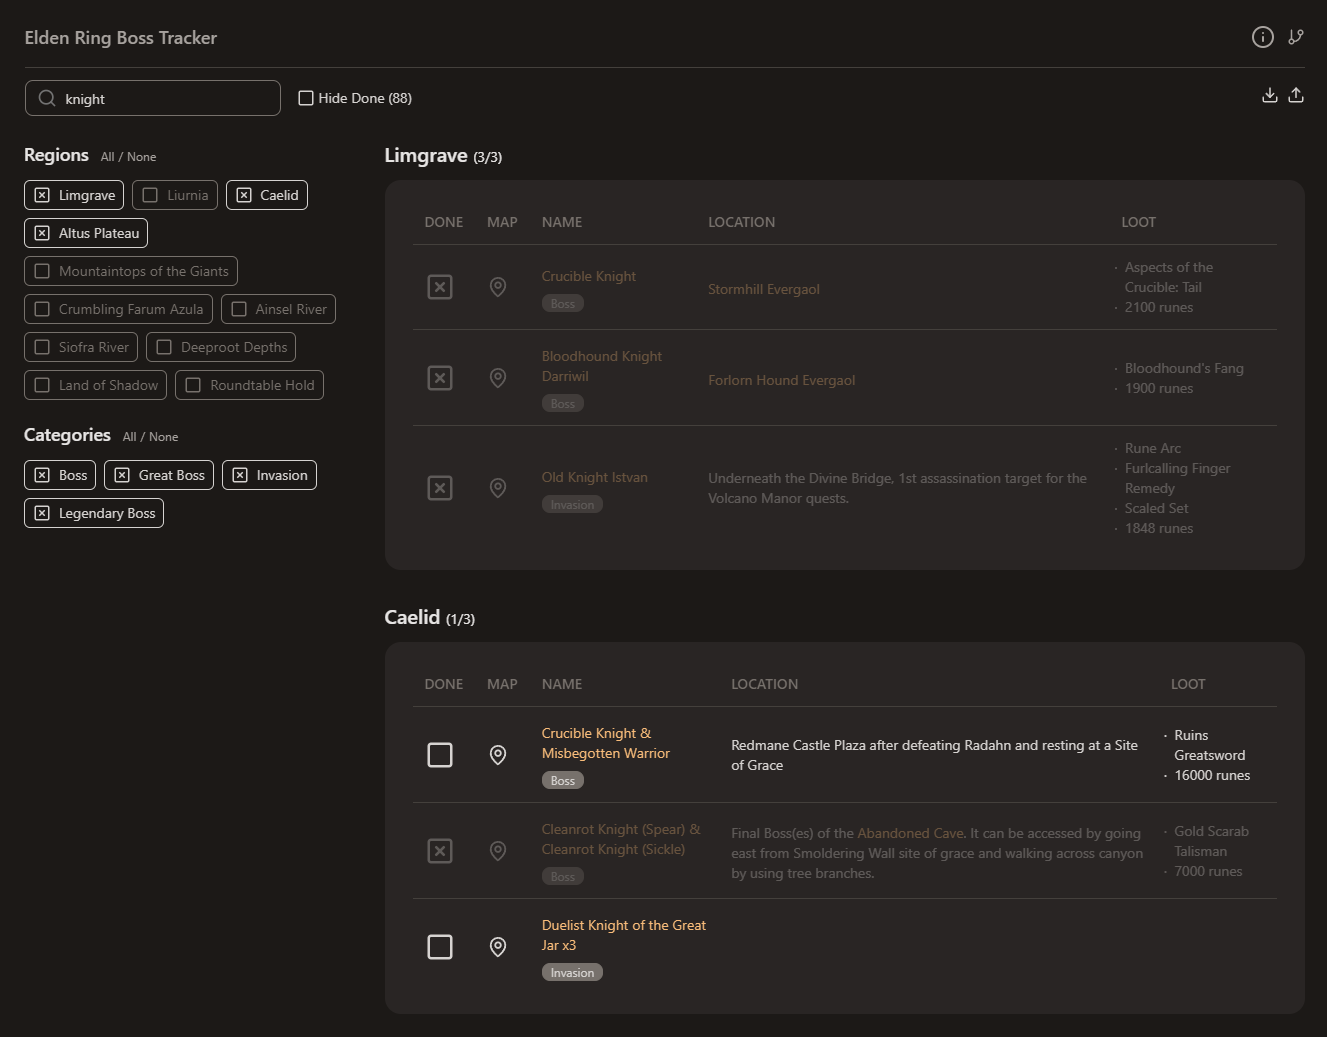 Elden Ring Boss Tracker
knight
Hide Done (88)
Regions All / None
Limgrave Liurnia Caelid
Altus Plateau
Mountaintops of the Giants
Crumbling Farum Azula Ainsel River
Siofra River Deeproot Depths
Land of Shadow Roundtable Hold
Categories All / None
Boss Great Boss Invasion
Legendary Boss
Limgrave (3/3)
DONE MAP NAME LOCATION LOOT
Crucible Knight
Boss
Stormhill Evergaol
· Aspects of the
Crucible: Tail
· 2100 runes
Bloodhound Knight
Darriwil
Boss
Forlorn Hound Evergaol
· Bloodhound's Fang
· 1900 runes
Old Knight Istvan
Invasion
Underneath the Divine Bridge, 1st assassination target for the
Volcano Manor quests.
· Rune Arc
· Furlcalling Finger
Remedy
· Scaled Set
· 1848 runes
Caelid (1/3)
DONE MAP NAME LOCATION LOOT
Crucible Knight &
Misbegotten Warrior
Boss
Redmane Castle Plaza after defeating Radahn and resting at a Site
of Grace
· Ruins
Greatsword
· 16000 runes
Cleanrot Knight (Spear) &
Cleanrot Knight (Sickle)
Boss
Final Boss(es) of the Abandoned Cave. It can be accessed by going
east from Smoldering Wall site of grace and walking across canyon
by using tree branches.
· Gold Scarab
Talisman
· 7000 runes
Duelist Knight of the Great
Jar x3
Invasion